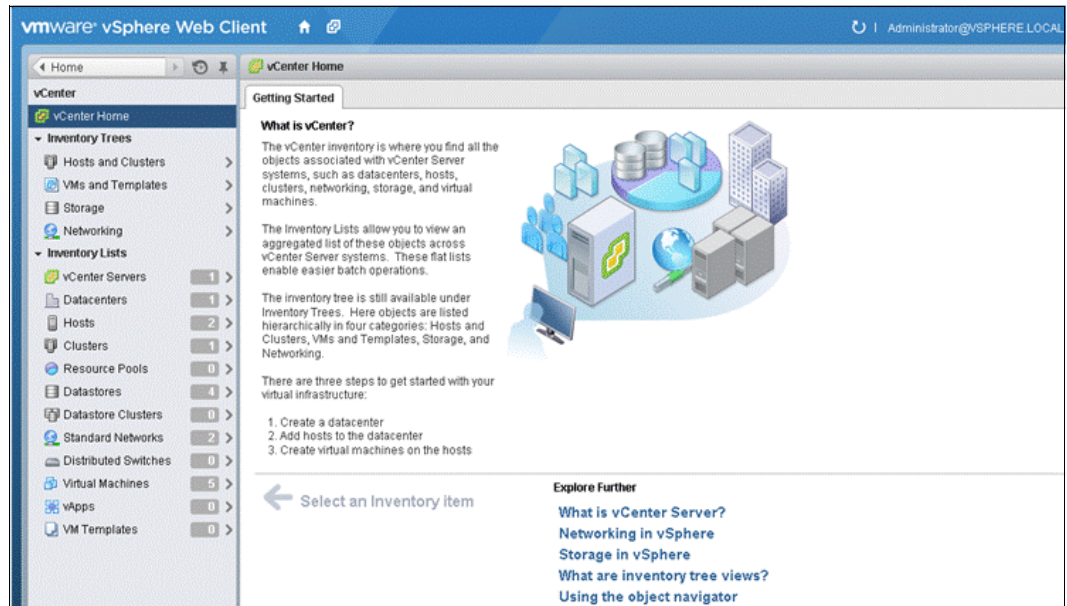 vmware® vSphere Web Client
Administrator@VSPHERE.LOCAL
Home
vCenter
vCenter Home
Inventory Trees
Hosts and Clusters
VMs and Templates
Storage
Networking
Inventory Lists
vCenter Servers 1
Datacenters 1
Hosts 2
Clusters 1
Resource Pools 0
Datastores 4
Datastore Clusters 0
Standard Networks 2
Distributed Switches 0
Virtual Machines 5
vApps 0
VM Templates 0
vCenter Home
Getting Started
What is vCenter?
The vCenter inventory is where you find all the
objects associated with vCenter Server
systems, such as datacenters, hosts,
clusters, networking, storage, and virtual
machines.
The Inventory Lists allow you to view an
aggregated list of these objects across
vCenter Server systems. These flat lists
enable easier batch operations.
The inventory tree is still available under
Inventory Trees. Here objects are listed
hierarchically in four categories: Hosts and
Clusters, VMs and Templates, Storage, and
Networking.
There are three steps to get started with your
virtual infrastructure:
1. Create a datacenter
2. Add hosts to the datacenter
3. Create virtual machines on the hosts
Select an Inventory item
Explore Further
What is vCenter Server?
Networking in vSphere
Storage in vSphere
What are inventory tree views?
Using the object navigator